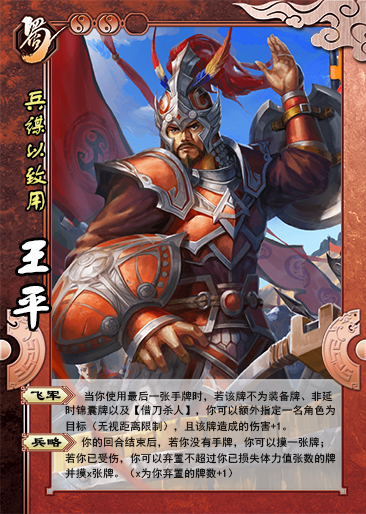 蜀
兵谋以致用
王平
飞军 当你使用最后一张手牌时，若该牌不为装备牌、非延
时锦囊牌以及【借刀杀人】，你可以额外指定一名角色为
目标（无视距离限制），且该牌造成的伤害+1。
兵略 你的回合结束后，若你没有手牌，你可以摸一张牌；
若你已受伤，你可以弃置不超过你已损失体力值张数的牌
并摸x张牌。（x为你弃置的牌数+1）